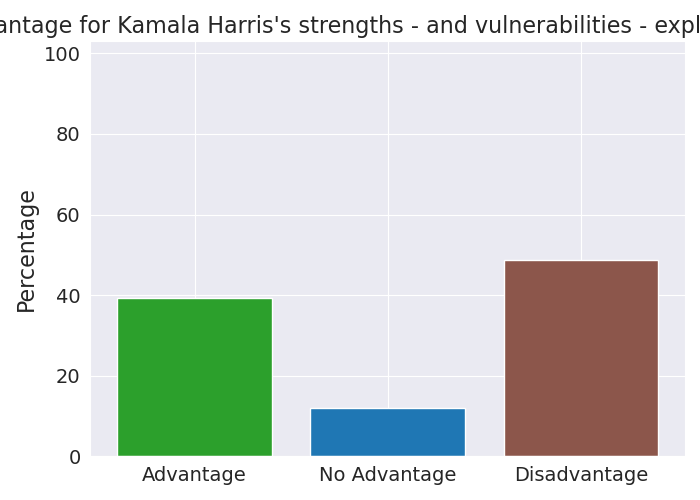 antage for Kamala Harris's strengths - and vulnerabilities - expl
100
80
60
40
20
0
Percentage
Advantage No Advantage Disadvantage